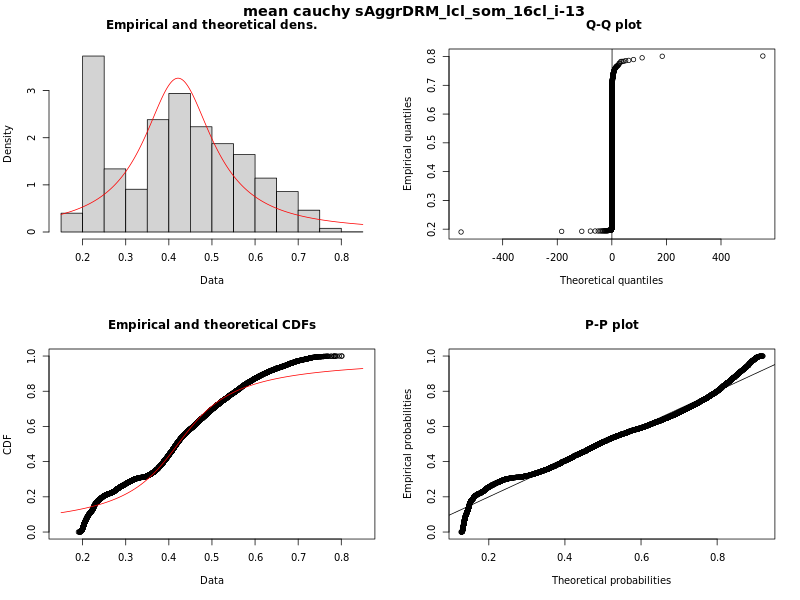 mean cauchy sAggrDRM_lcl_som_16cl_i-13
Empirical and theoretical dens.
Density
0 1 2 3
0.2 0.3 0.4 0.5 0.6 0.7 0.8
Data
Q-Q plot
Empirical quantiles
0.2 0.3 0.4 0.5 0.6 0.7 0.8
-400 -200 0 200 400
Theoretical quantiles
Empirical and theoretical CDFs
CDF
0.0 0.2 0.4 0.6 0.8 1.0
0.2 0.3 0.4 0.5 0.6 0.7 0.8
Data
P-P plot
Empirical probabilities
0.0 0.2 0.4 0.6 0.8 1.0
0.2 0.4 0.6 0.8
Theoretical probabilities